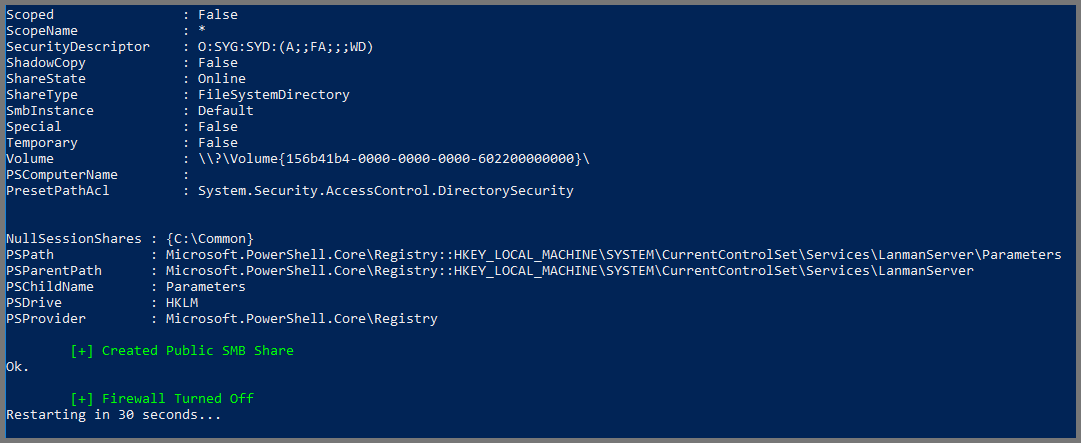 Scoped : False
ScopeName : *
SecurityDescriptor : O:SYG:SYD:(A;;FA;;;WD)
ShadowCopy : False
ShareState : Online
ShareType : FileSystemDirectory
SmbInstance : Default
Special : False
Temporary : False
Volume : \\?\Volume{156b41b4-0000-0000-0000-602200000000}\
PSComputerName :
PresetPathAcl : System.Security.AccessControl.DirectorySecurity
NullSessionShares : {C:\Common}
PSPath : Microsoft.PowerShell.Core\Registry::HKEY_LOCAL_MACHINE\SYSTEM\CurrentControlSet\Services\LanmanServer\Parameters
PSParentPath : Microsoft.PowerShell.Core\Registry::HKEY_LOCAL_MACHINE\SYSTEM\CurrentControlSet\Services\LanmanServer
PSChildName : Parameters
PSDrive : HKLM
PSProvider : Microsoft.PowerShell.Core\Registry
[+] Created Public SMB Share
Ok.
[+] Firewall Turned Off
Restarting in 30 seconds...